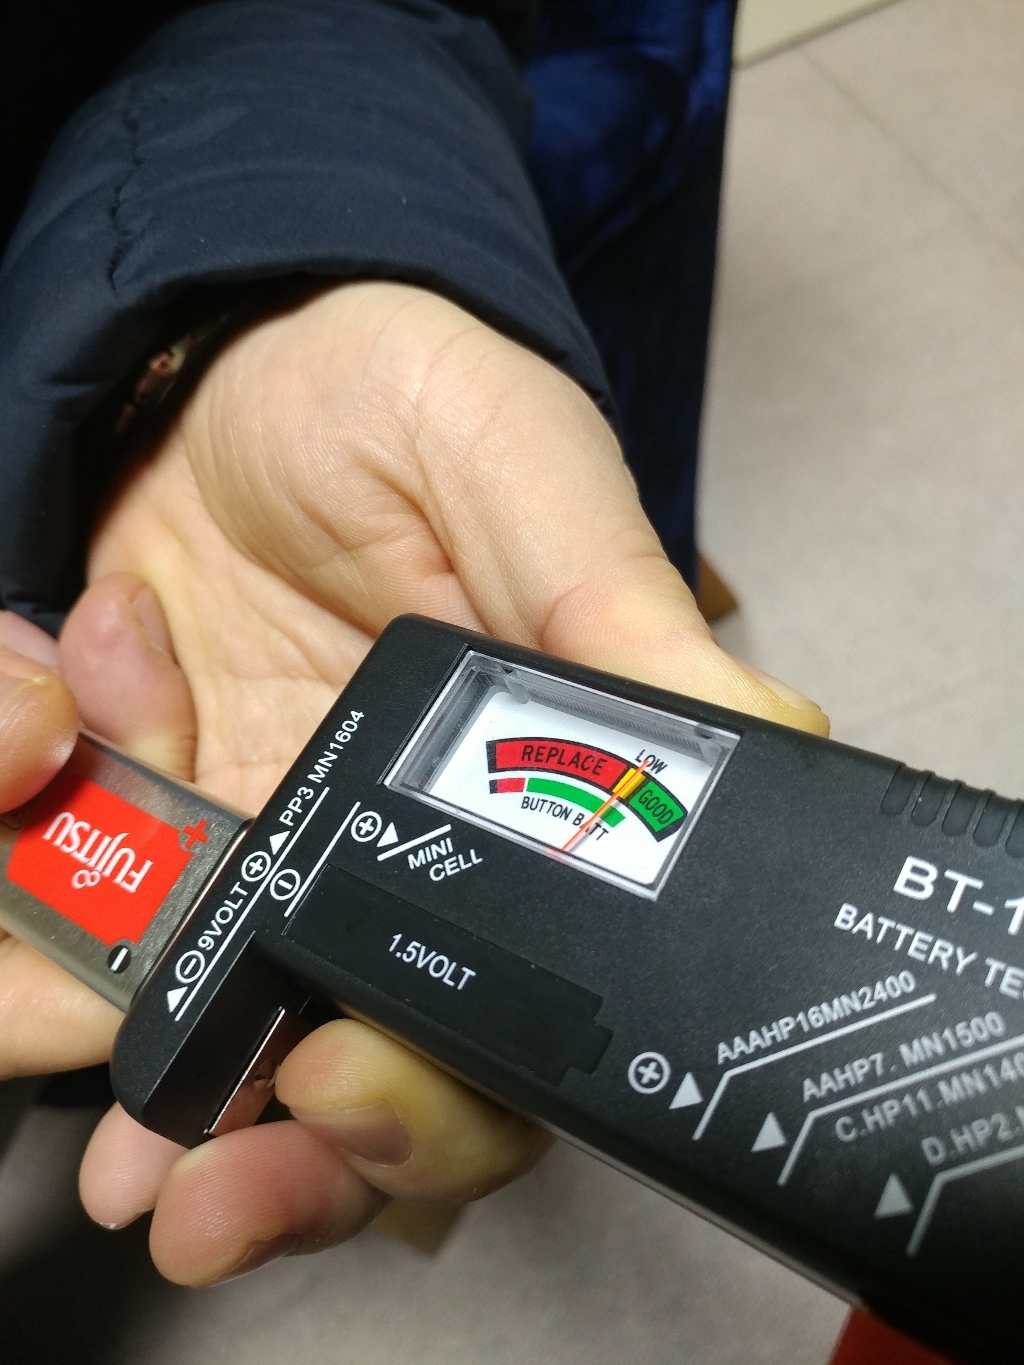 FUJITSU
+
-
9VOLT
PP3 MN1604
MINI
CELL
REPLACE
LOW
GOOD
BUTTON BATT
1.5VOLT
BT-1
BATTERY TE
AAAHP16MN2400
AAHP7. MN1500
C.HP11.MN140
D.HP2.